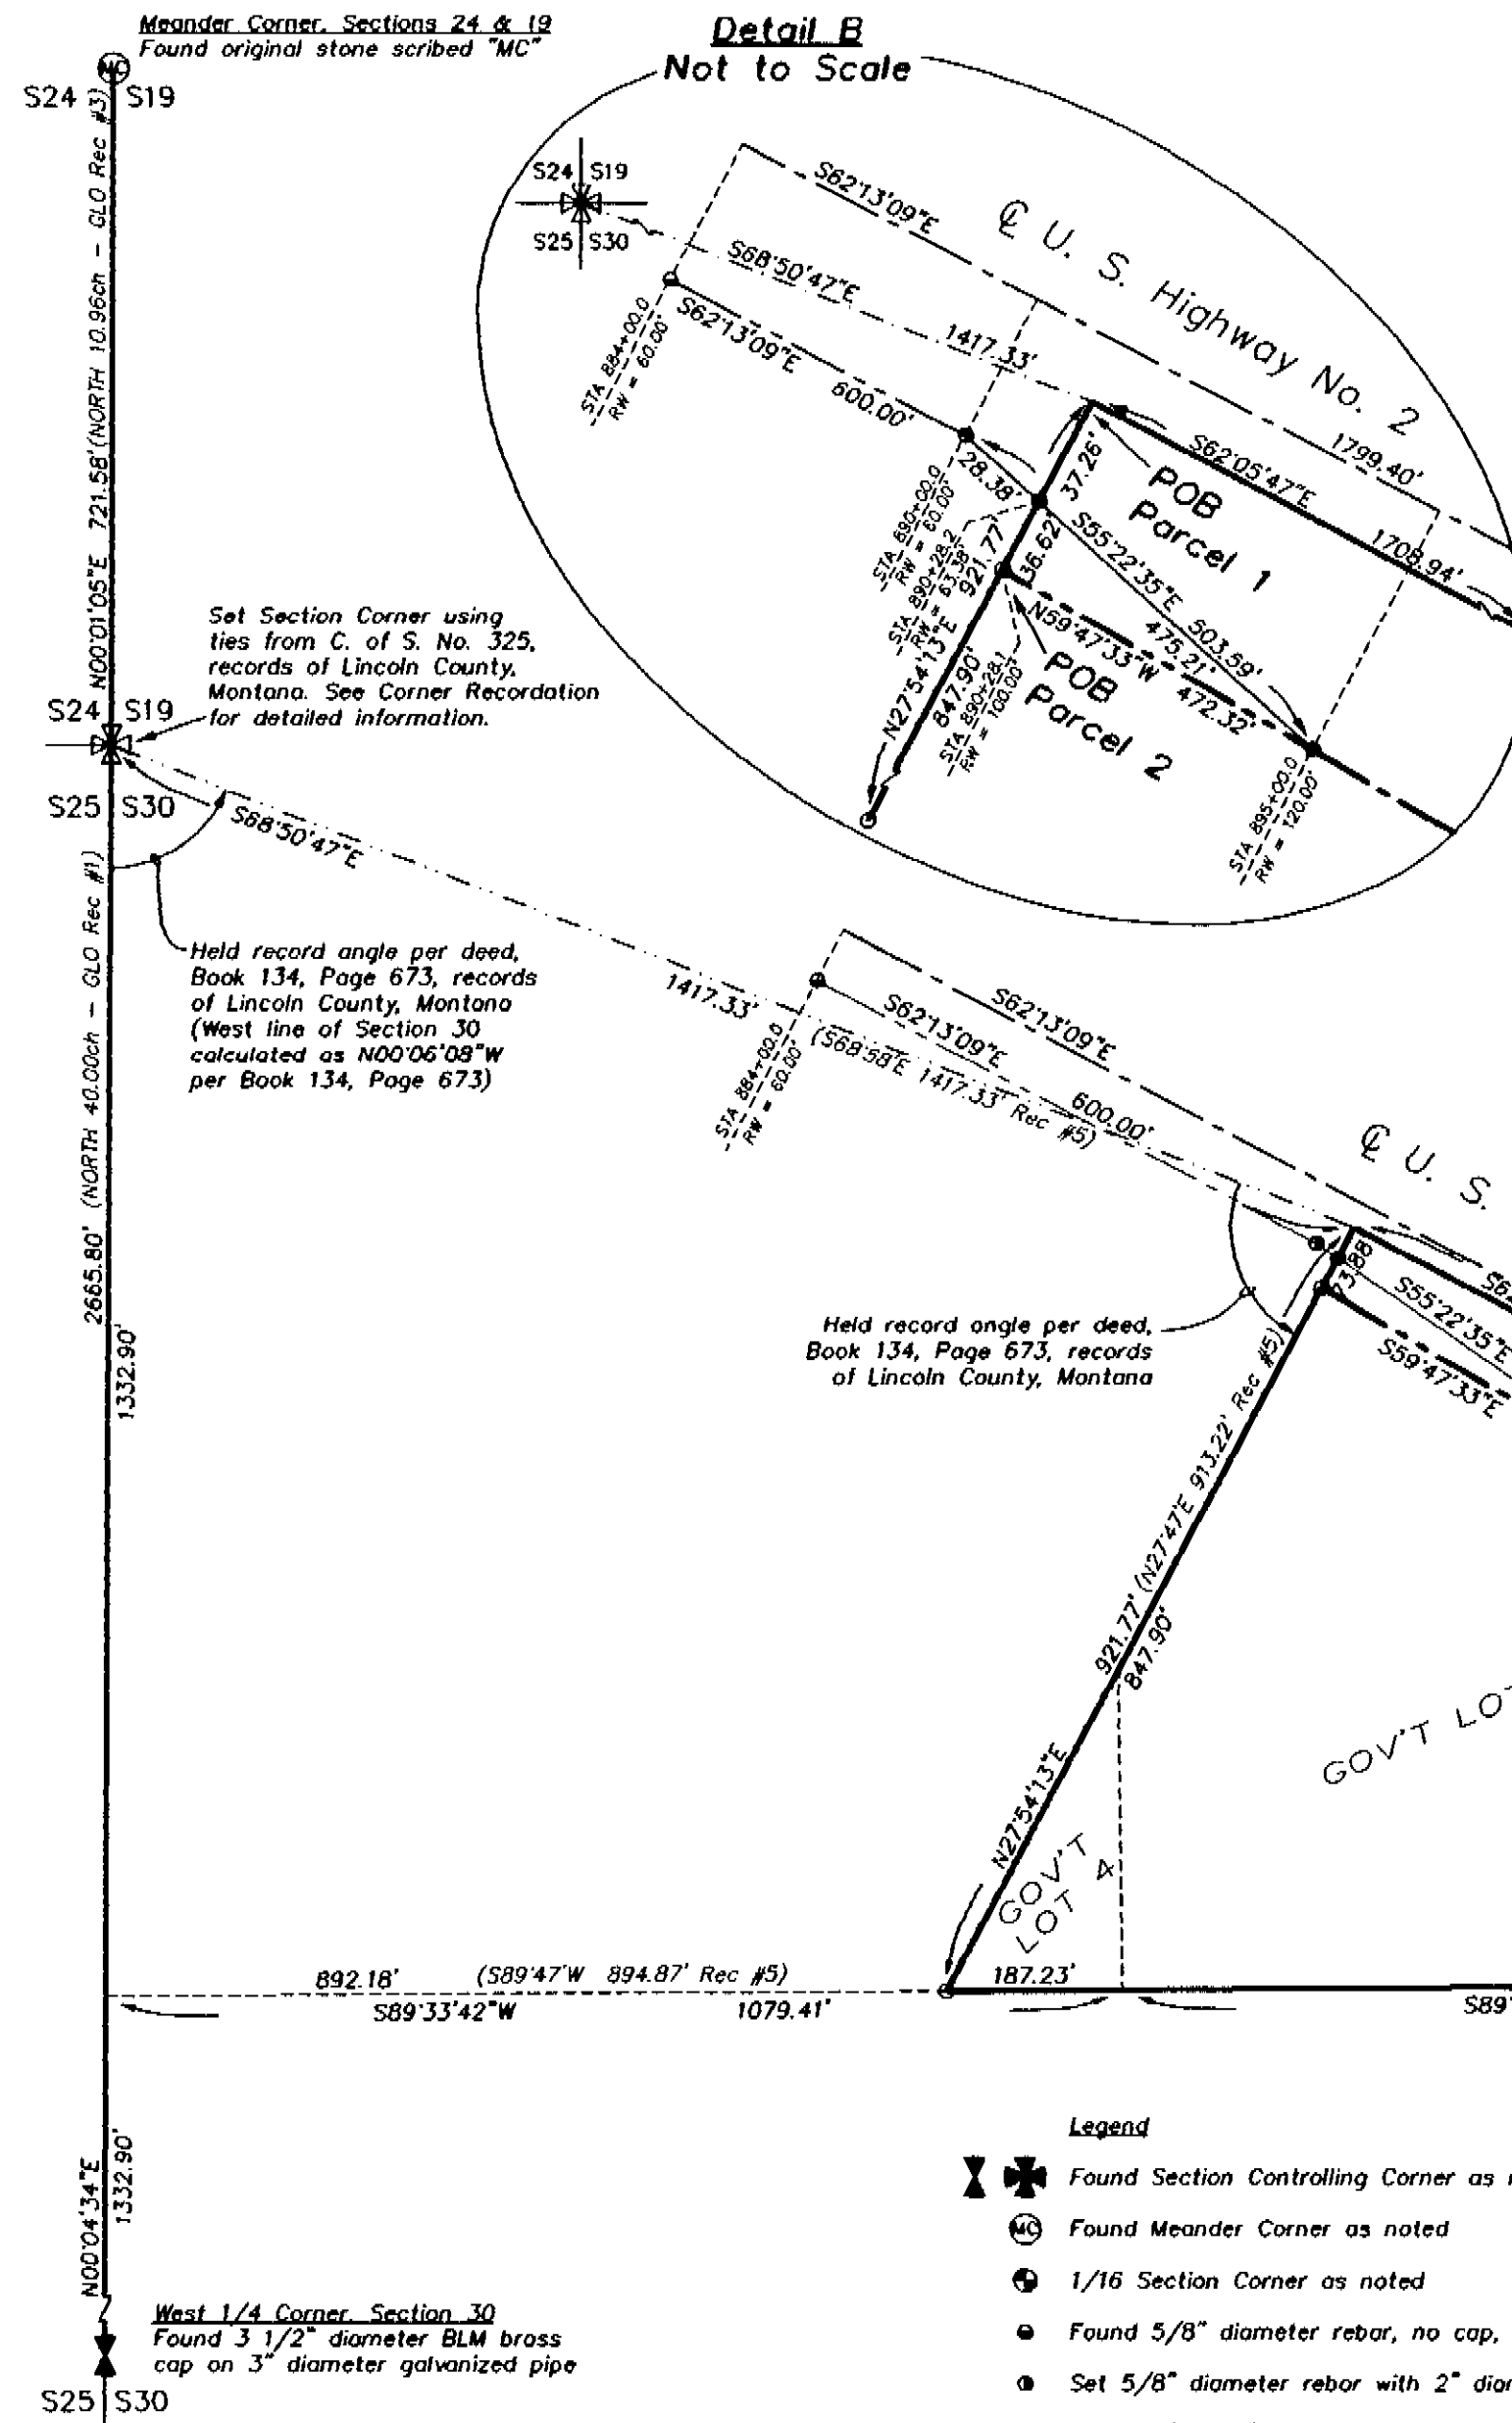 Meander Corner, Sections 24 & 19
Found original stone scribed "MC"
MC
S24 S19
N00°01'05"E 721.58' (NORTH 10.96ch - GLO Rec #3)
Detail B
Not to Scale
S24 S19
S25 S30
S62°13'09"E
℄ U. S. Highway No. 2
1799.40'
S68°50'47"E
1417.33'
S62°13'09"E 600.00'
STA 884+00.0
RW = 60.00'
28.38'
37.26'
S62°05'47"E
1708.94'
POB
Parcel 1
STA 890+00.0
RW = 60.00'
STA 890+28.2
RW = 63.38'
921.77'
36.62'
S55°22'35"E 503.59'
475.21'
N59°47'33"W 472.32'
POB
Parcel 2
N27°54'13"E
847.90'
STA 890+28.1
RW = 100.00'
STA 895+00.0
RW = 120.00'
Set Section Corner using
ties from C. of S. No. 325,
records of Lincoln County,
Montana. See Corner Recordation
for detailed information.
S24 S19
S25 S30
S68°50'47"E
1417.33'
(S68°58'E 1417.33' Rec #5)
Held record angle per deed,
Book 134, Page 673, records
of Lincoln County, Montana
(West line of Section 30
calculated as N00°06'08"W
per Book 134, Page 673)
2665.80' (NORTH 40.00ch - GLO Rec #1)
1332.90'
S62°13'09"E
S62°13'09"E
600.00'
STA 884+00.0
RW = 60.00'
℄ U. S.
73.88
S62
S55°22'35"E
S59°47'33"E
Held record angle per deed,
Book 134, Page 673, records
of Lincoln County, Montana
921.77' (N27°47'E 913.22' Rec #5)
847.90'
N27°54'13"E
GOV'T LOT
GOV'T
LOT 4
892.18' (S89°47'W 894.87' Rec #5)
S89°33'42"W 1079.41'
187.23'
S89°
N00°04'34"E
1332.90'
West 1/4 Corner, Section 30
Found 3 1/2" diameter BLM brass
cap on 3" diameter galvanized pipe
S25 S30
Legend
Found Section Controlling Corner as
MC Found Meander Corner as noted
1/16 Section Corner as noted
Found 5/8" diameter rebar, no cap,
Set 5/8" diameter rebar with 2" diam